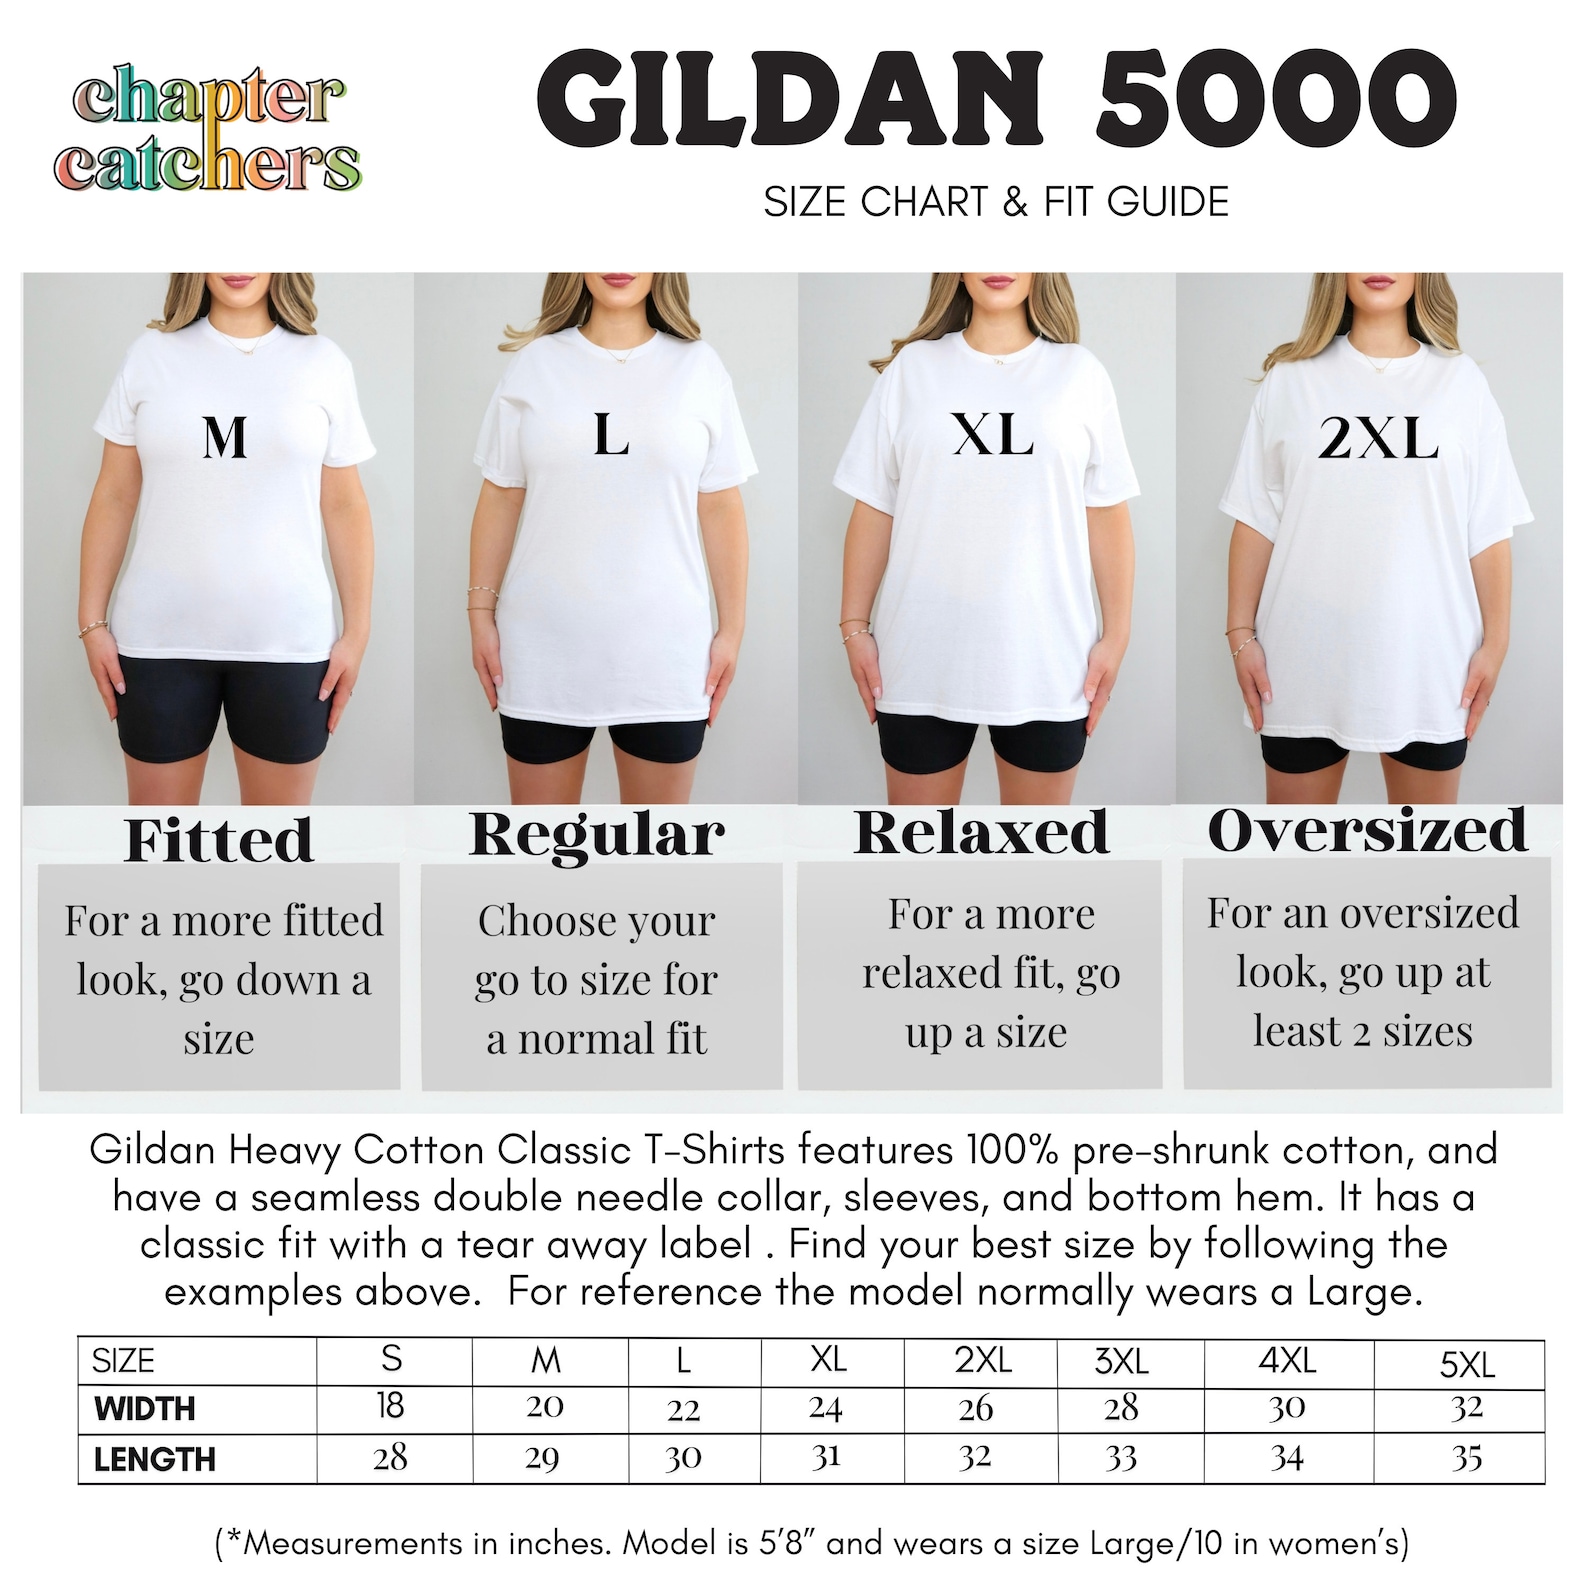 chapter
catchers
GILDAN 5000
SIZE CHART & FIT GUIDE
M
L
XL
2XL
Fitted
For a more fitted
look, go down a
size
Regular
Choose your
go to size for
a normal fit
Relaxed
For a more
relaxed fit, go
up a size
Oversized
For an oversized
look, go up at
least 2 sizes
Gildan Heavy Cotton Classic T-Shirts features 100% pre-shrunk cotton, and
have a seamless double needle collar, sleeves, and bottom hem. It has a
classic fit with a tear away label . Find your best size by following the
examples above. For reference the model normally wears a Large.
SIZE S M L XL 2XL 3XL 4XL 5XL
WIDTH 18 20 22 24 26 28 30 32
LENGTH 28 29 30 31 32 33 34 35
(*Measurements in inches. Model is 5'8" and wears a size Large/10 in women's)